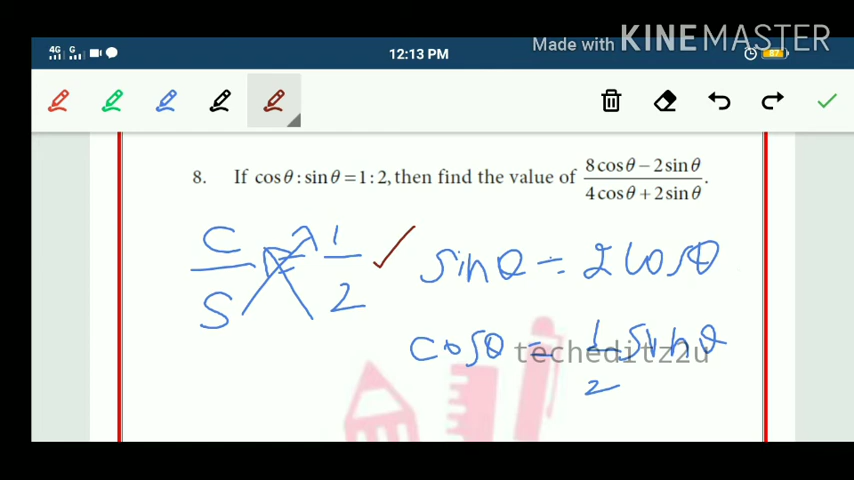 Made with KINEMASTER
4G G 12:13 PM 87
8. If cosθ : sinθ = 1 : 2, then find the value of (8cosθ − 2sinθ)/(4cosθ + 2sinθ).
C/S = 1/2 ✓ sinθ = 2cosθ
cosθ = 1/2 sinθ
techeditz2u